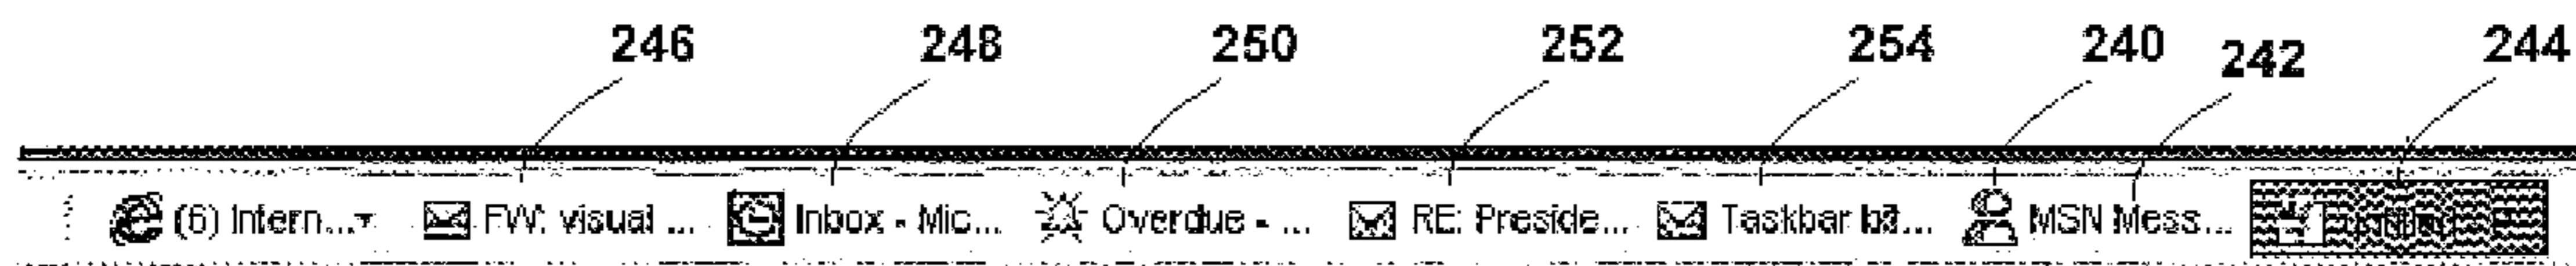 246 248 250 252 254 240 242 244
(6) Intern... FW: visual ... Inbox - Mic... Overdue - ... RE: Preside... Taskbar ... MSN Mess...